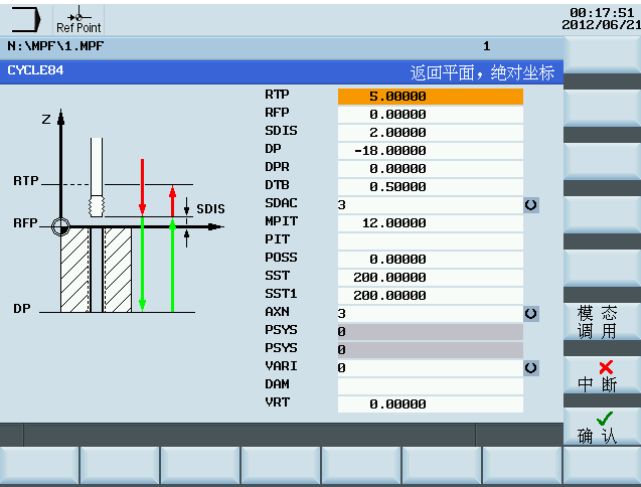 Ref Point
00:17:51
2012/06/21
N:\MPF\1.MPF 1
CYCLE84 返回平面，绝对坐标
RTP 5.00000
RFP 0.00000
SDIS 2.00000
DP -18.00000
DPR 0.00000
DTB 0.50000
SDAC 3
MPIT 12.00000
PIT
POSS 0.00000
SST 200.00000
SST1 200.00000
AXN 3
PSYS 0
PSYS 0
VARI 0
DAM
VRT 0.00000
Z
RTP
SDIS
RFP
DP
模态
调用
中断
确认